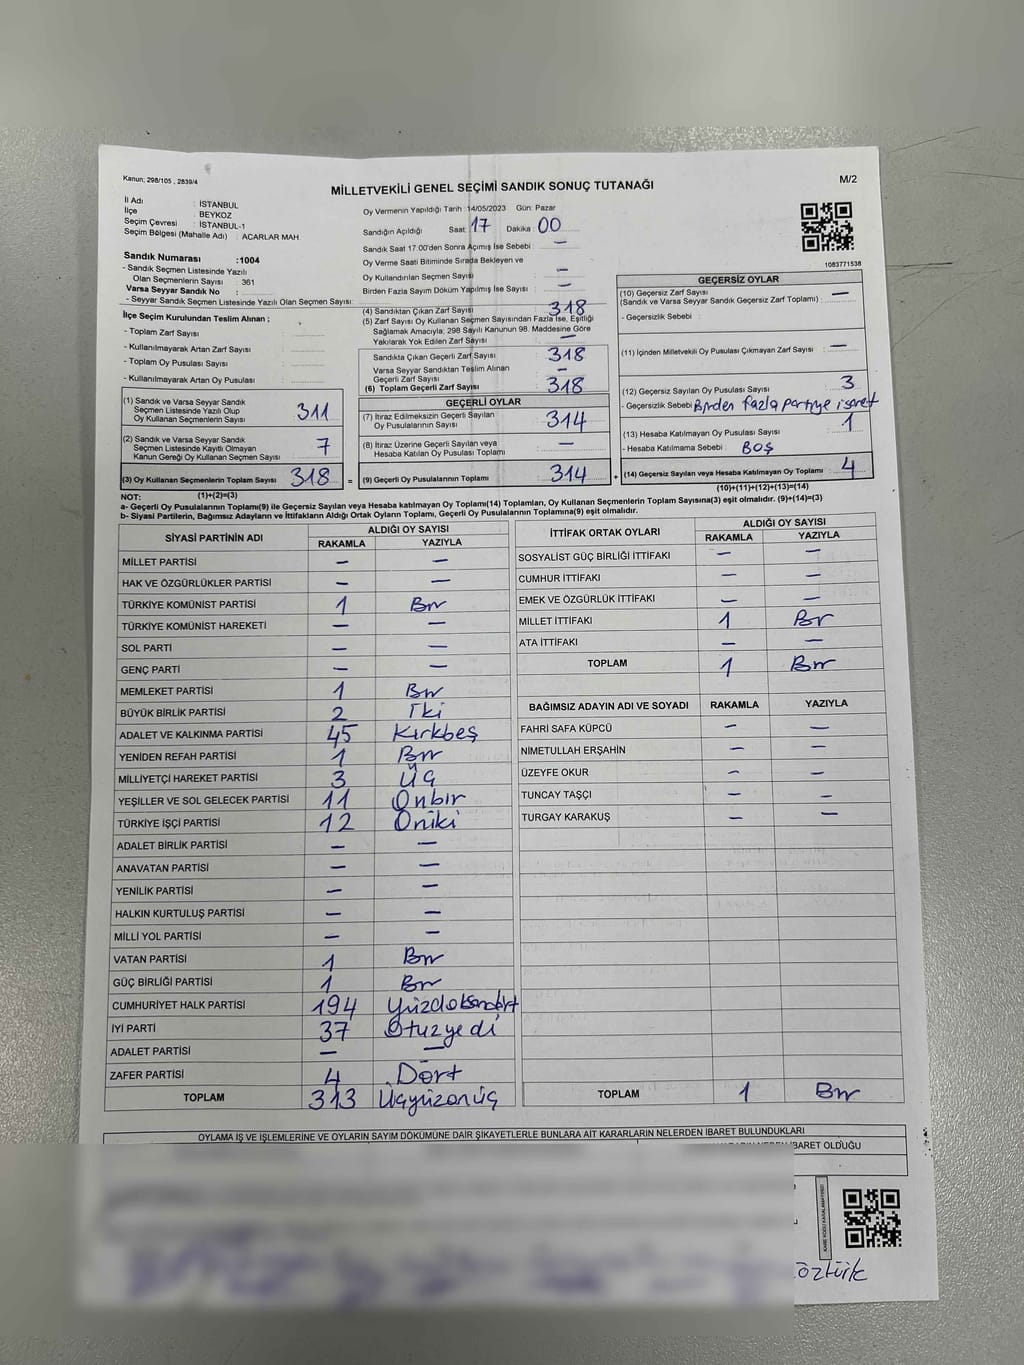 Kanun; 298/105 , 2839/4
MİLLETVEKİLİ GENEL SEÇİMİ SANDIK SONUÇ TUTANAĞI
M/2
İl Adı : İSTANBUL
İlçe : BEYKOZ
Seçim Çevresi : İSTANBUL-1
Seçim Bölgesi (Mahalle Adı) : ACARLAR MAH.
Sandık Numarası :1004
- Sandık Seçmen Listesinde Yazılı
Olan Seçmenlerin Sayısı 361
Varsa Seyyar Sandık No :
- Seyyar Sandık Seçmen Listesinde Yazılı Olan Seçmen Sayısı:
İlçe Seçim Kurulundan Teslim Alınan ;
- Toplam Zarf Sayısı :
- Kullanılmayarak Artan Zarf Sayısı :
- Toplam Oy Pusulası Sayısı :
- Kullanılmayarak Artan Oy Pusulası :
(1) Sandık ve Varsa Seyyar Sandık
Seçmen Listesinde Yazılı Olup
Oy Kullanan Seçmenlerin Sayısı 311
(2) Sandık ve Varsa Seyyar Sandık
Seçmen Listesinde Kayıtlı Olmayan
Kanun Gereği Oy Kullanan Seçmen Sayısı 7
(3) Oy Kullanan Seçmenlerin Toplam Sayısı 318 =
(1)+(2)=(3)
Oy Vermenin Yapıldığı Tarih :14/05/2023 Gün: Pazar
Sandığın Açıldığı Saat : 17 Dakika : 00
Sandık Saat 17:00'den Sonra Açımış İse Sebebi : —
Oy Verme Saati Bitiminde Sırada Bekleyen ve
Oy Kullandırılan Seçmen Sayısı : —
Birden Fazla Sayım Döküm Yapılmış İse Sayısı : —
(4) Sandıktan Çıkan Zarf Sayısı : 318
(5) Zarf Sayısı Oy Kullanan Seçmen Sayısından Fazla İse, Eşitliği
Sağlamak Amacıyla; 298 Sayılı Kanunun 98. Maddesine Göre
Yakılarak Yok Edilen Zarf Sayısı : —
Sandıkta Çıkan Geçerli Zarf Sayısı : 318
Varsa Seyyar Sandıktan Teslim Alınan
Geçerli Zarf Sayısı : —
(6) Toplam Geçerli Zarf Sayısı : 318
GEÇERLİ OYLAR
(7) İtiraz Edilmeksizin Geçerli Sayılan
Oy Pusulalarının Sayısı : 314
(8) İtiraz Üzerine Geçerli Sayılan veya
Hesaba Katılan Oy Pusulası Toplamı : —
(9) Geçerli Oy Pusulalarının Toplamı : 314 +
1083771538
GEÇERSİZ OYLAR
(10) Geçersiz Zarf Sayısı
(Sandık ve Varsa Seyyar Sandık Geçersiz Zarf Toplamı) : —
- Geçersizlik Sebebi :
(11) İçinden Milletvekili Oy Pusulası Çıkmayan Zarf Sayısı : —
(12) Geçersiz Sayılan Oy Pusulası Sayısı : 3
- Geçersizlik Sebebi : Birden fazla partiye işaret
(13) Hesaba Katılmayan Oy Pusulası Sayısı : 1
- Hesaba Katılmama Sebebi : BOŞ
(14) Geçersiz Sayılan veya Hesaba Katılmayan Oy Toplamı : 4
(10)+(11)+(12)+(13)=(14)
NOT:
a- Geçerli Oy Pusulasının Toplamı(9) ile Geçersiz Sayılan veya Hesaba katılmayan Oy Toplamı(14) Toplamları, Oy Kullanan Seçmenlerin Toplam Sayısına(3) eşit olmalıdır. (9)+(14)=(3)
b- Siyasi Partilerin, Bağımsız Adayların ve İttifakların Aldığı Oyların Toplamı, Geçerli Oy Pusulalarının Toplamına(9) eşit olmalıdır.
SİYASİ PARTİNİN ADI ALDIĞI OY SAYISI
RAKAMLA YAZIYLA
MİLLET PARTİSİ — —
HAK VE ÖZGÜRLÜKLER PARTİSİ — —
TÜRKİYE KOMÜNİST PARTİSİ 1 Bir
TÜRKİYE KOMÜNİST HAREKETİ — —
SOL PARTİ — —
GENÇ PARTİ — —
MEMLEKET PARTİSİ 1 Bir
BÜYÜK BİRLİK PARTİSİ 2 İki
ADALET VE KALKINMA PARTİSİ 45 Kırkbeş
YENİDEN REFAH PARTİSİ 1 Bir
MİLLİYETÇİ HAREKET PARTİSİ 3 Üç
YEŞİLLER VE SOL GELECEK PARTİSİ 11 Onbir
TÜRKİYE İŞÇİ PARTİSİ 12 Oniki
ADALET BİRLİK PARTİSİ — —
ANAVATAN PARTİSİ — —
YENİLİK PARTİSİ — —
HALKIN KURTULUŞ PARTİSİ — —
MİLLİ YOL PARTİSİ — —
VATAN PARTİSİ 1 Bir
GÜÇ BİRLİĞİ PARTİSİ 1 Bir
CUMHURİYET HALK PARTİSİ 194 Yüzdoksandört
İYİ PARTİ 37 Otuzyedi
ADALET PARTİSİ — —
ZAFER PARTİSİ 4 Dört
TOPLAM 313 Üçyüzonüç
İTTİFAK ORTAK OYLARI ALDIĞI OY SAYISI
RAKAMLA YAZIYLA
SOSYALİST GÜÇ BİRLİĞİ İTTİFAKI — —
CUMHUR İTTİFAKI — —
EMEK VE ÖZGÜRLÜK İTTİFAKI — —
MİLLET İTTİFAKI 1 Bir
ATA İTTİFAKI — —
TOPLAM 1 Bir
BAĞIMSIZ ADAYIN ADI VE SOYADI RAKAMLA YAZIYLA
FAHRİ SAFA KÜPCÜ — —
NİMETULLAH ERŞAHİN — —
ÜZEYFE OKUR — —
TUNCAY TAŞÇI — —
TURGAY KARAKUŞ — —
TOPLAM 1 Bir
OYLAMA İŞ VE İŞLEMLERİNE VE OYLARIN SAYIM DÖKÜMÜNE DAİR ŞİKAYETLERLE BUNLARA AİT KARARLARIN NELERDEN İBARET BULUNDUKLARI
İBARET OLDUĞU
öztürk